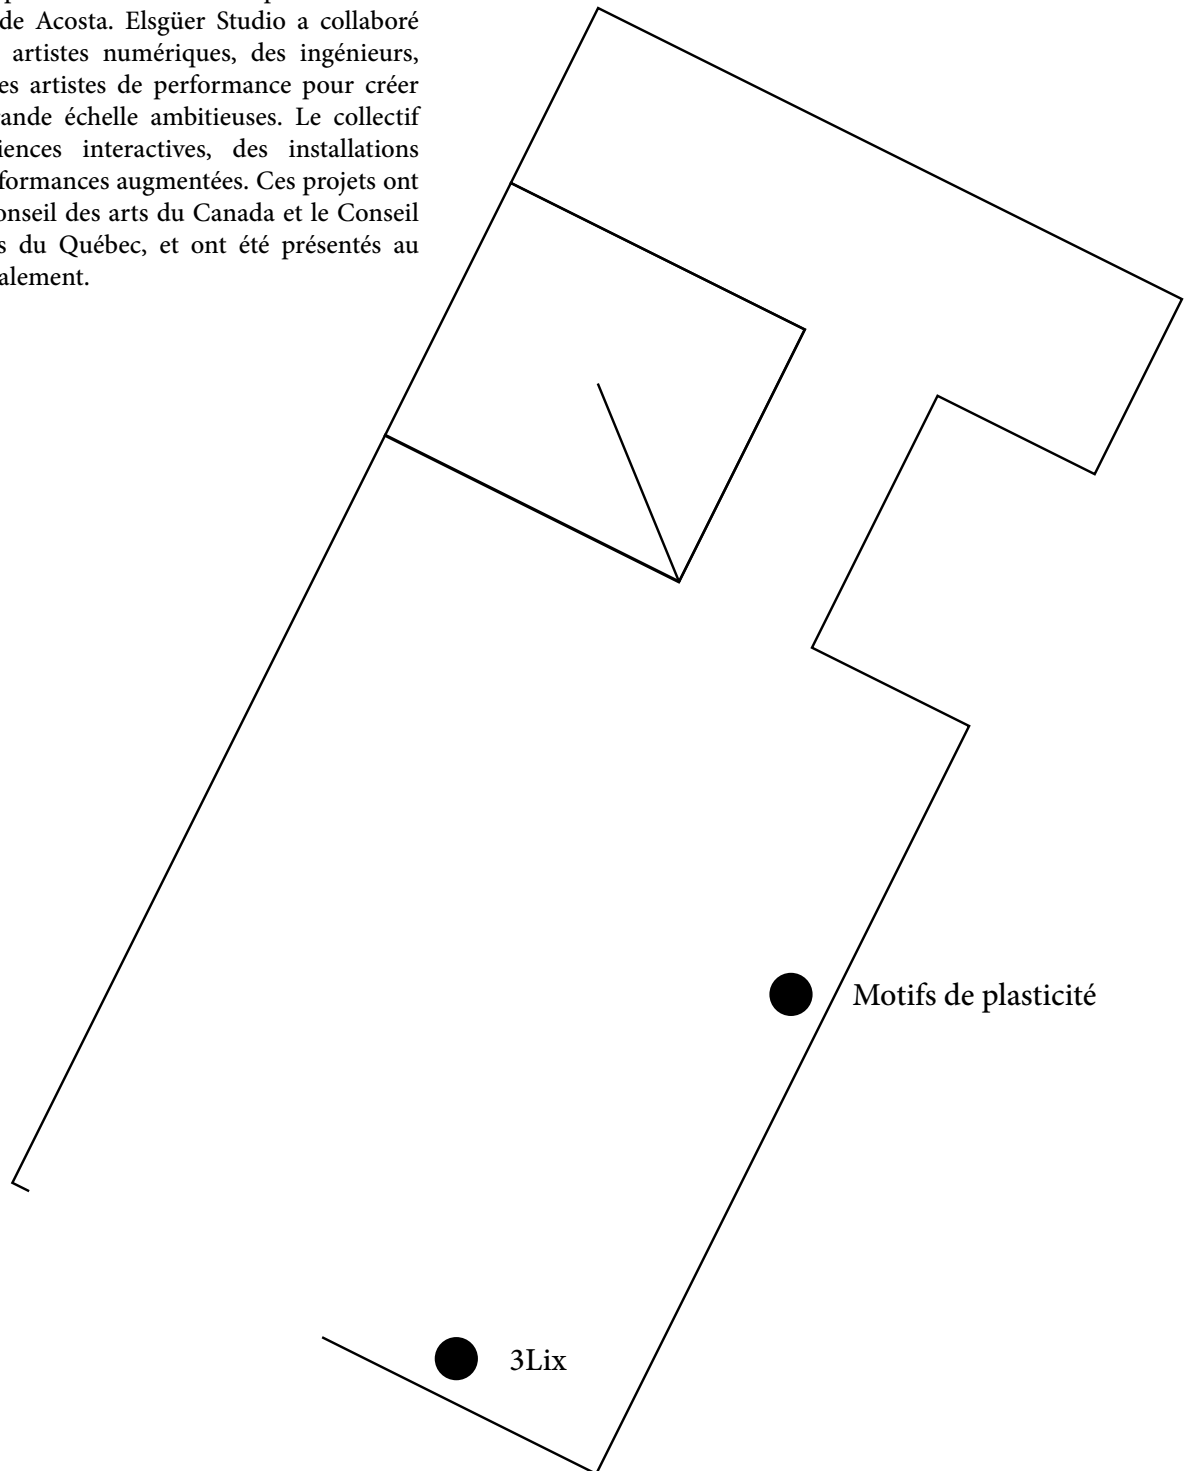 de Acosta. Elsgüer Studio a collaboré
artistes numériques, des ingénieurs,
es artistes de performance pour créer
ande échelle ambitieuses. Le collectif
iences interactives, des installations
formances augmentées. Ces projets ont
onseil des arts du Canada et le Conseil
s du Québec, et ont été présentés au
alement.
Motifs de plasticité
3Lix